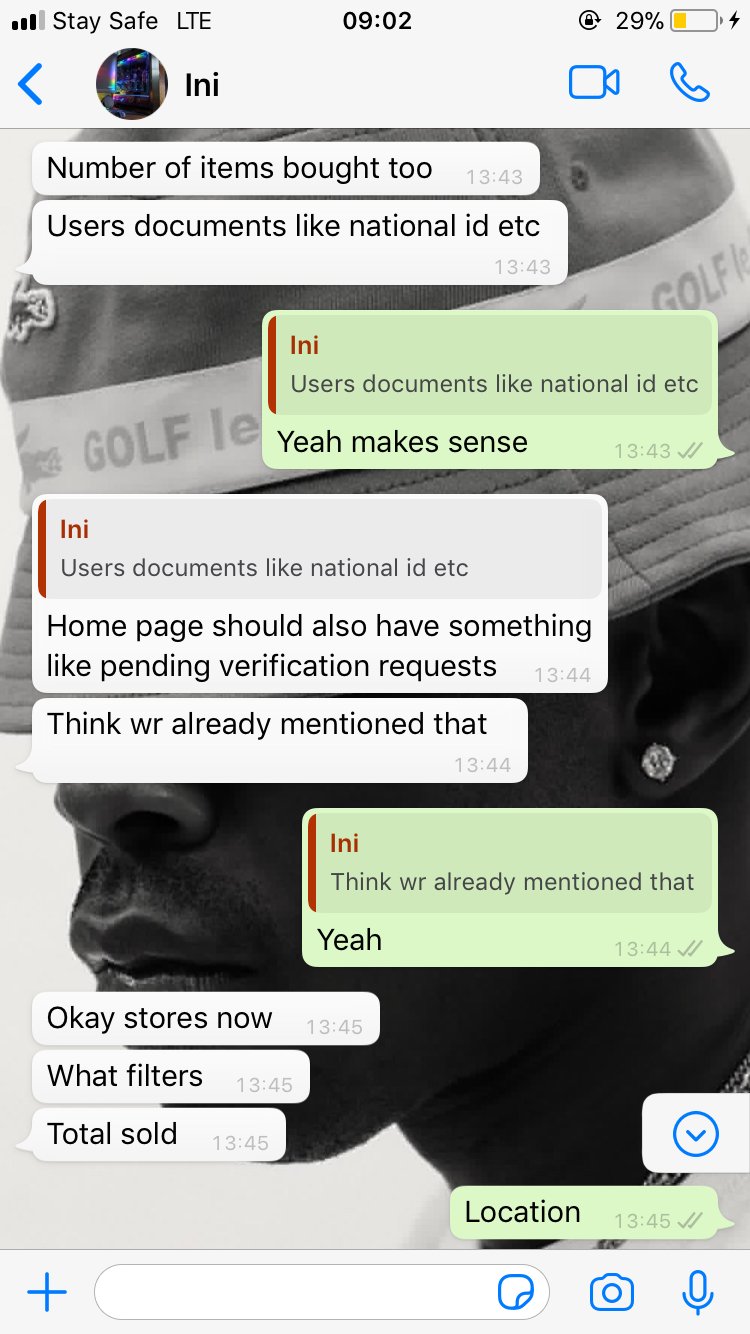 Stay Safe LTE 09:02 29%
Ini
Number of items bought too 13:43
Users documents like national id etc
13:43
GOLF le
Ini
Users documents like national id etc
GOLF le
Yeah makes sense 13:43
Ini
Users documents like national id etc
Home page should also have something
like pending verification requests 13:44
Think wr already mentioned that
13:44
Ini
Think wr already mentioned that
Yeah 13:44
Okay stores now 13:45
What filters 13:45
Total sold 13:45
Location 13:45